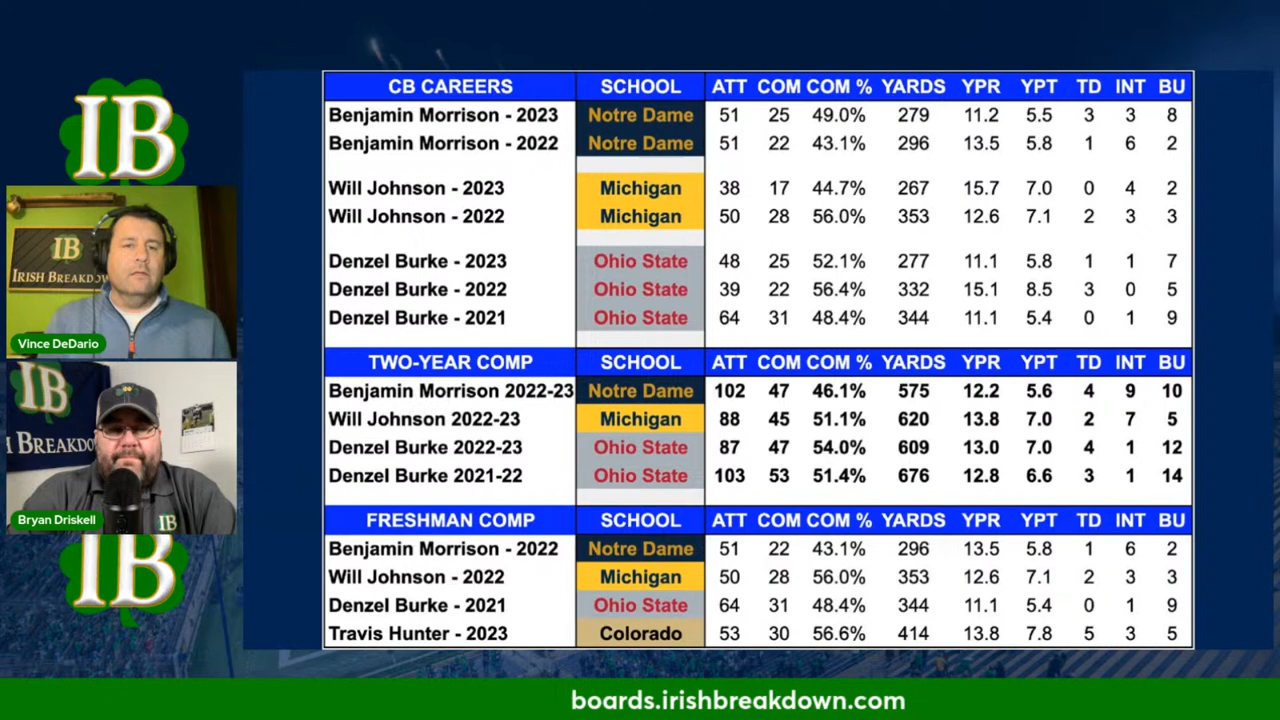 IB
IB
IRISH BREAKDOW
Vince DeDario
IB
H BREAKDO
IB
Bryan Driskell
IB
CB CAREERS SCHOOL ATT COM COM % YARDS YPR YPT TD INT BU
Benjamin Morrison - 2023 Notre Dame 51 25 49.0% 279 11.2 5.5 3 3 8
Benjamin Morrison - 2022 Notre Dame 51 22 43.1% 296 13.5 5.8 1 6 2
Will Johnson - 2023 Michigan 38 17 44.7% 267 15.7 7.0 0 4 2
Will Johnson - 2022 Michigan 50 28 56.0% 353 12.6 7.1 2 3 3
Denzel Burke - 2023 Ohio State 48 25 52.1% 277 11.1 5.8 1 1 7
Denzel Burke - 2022 Ohio State 39 22 56.4% 332 15.1 8.5 3 0 5
Denzel Burke - 2021 Ohio State 64 31 48.4% 344 11.1 5.4 0 1 9
TWO-YEAR COMP SCHOOL ATT COM COM % YARDS YPR YPT TD INT BU
Benjamin Morrison 2022-23 Notre Dame 102 47 46.1% 575 12.2 5.6 4 9 10
Will Johnson 2022-23 Michigan 88 45 51.1% 620 13.8 7.0 2 7 5
Denzel Burke 2022-23 Ohio State 87 47 54.0% 609 13.0 7.0 4 1 12
Denzel Burke 2021-22 Ohio State 103 53 51.4% 676 12.8 6.6 3 1 14
FRESHMAN COMP SCHOOL ATT COM COM % YARDS YPR YPT TD INT BU
Benjamin Morrison - 2022 Notre Dame 51 22 43.1% 296 13.5 5.8 1 6 2
Will Johnson - 2022 Michigan 50 28 56.0% 353 12.6 7.1 2 3 3
Denzel Burke - 2021 Ohio State 64 31 48.4% 344 11.1 5.4 0 1 9
Travis Hunter - 2023 Colorado 53 30 56.6% 414 13.8 7.8 5 3 5
boards.irishbreakdown.com